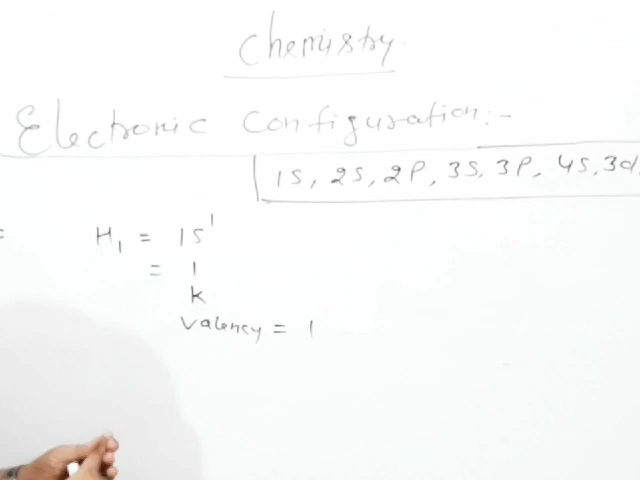 Chemistry
Electronic Configuration:-
1S, 2S, 2P, 3S, 3P, 4S, 3d,
= H₁ = 1S¹
= 1
K
Valency = 1